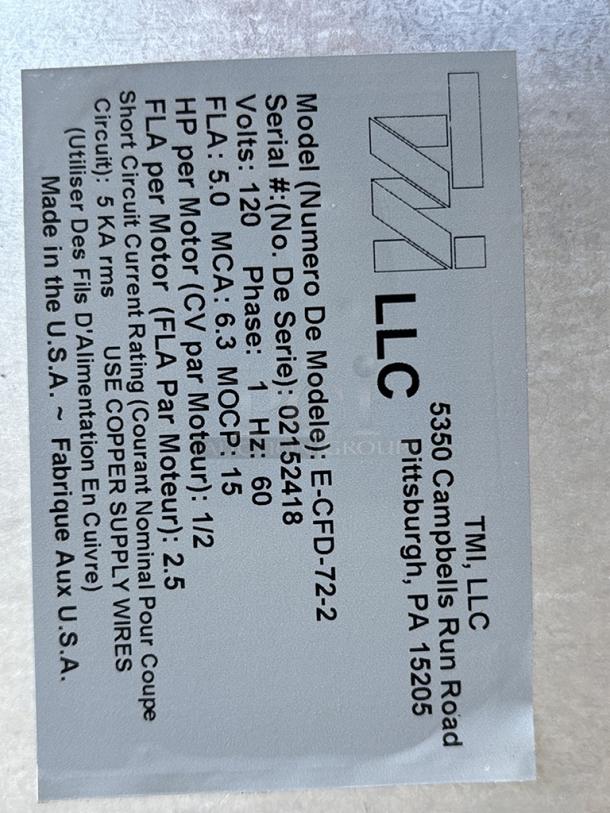 TMI LLC
TMI, LLC
5350 Campbells Run Road
Pittsburgh, PA 15205
Model (Numero De Modele): E-CFD-72-2
Serial #:(No. De Serie): 02152418
Volts: 120 Phase: 1 Hz: 60
FLA: 5.0 MCA: 6.3 MOCP: 15
HP per Motor (CV par Moteur): 1/2
FLA per Motor (FLA Par Moteur): 2.5
Short Circuit Current Rating (Courant Nominal Pour Coupe
Circuit): 5 KA rms USE COPPER SUPPLY WIRES
(Utiliser Des Fils D'Alimentation En Cuivre)
Made in the U.S.A. ~ Fabrique Aux U.S.A.